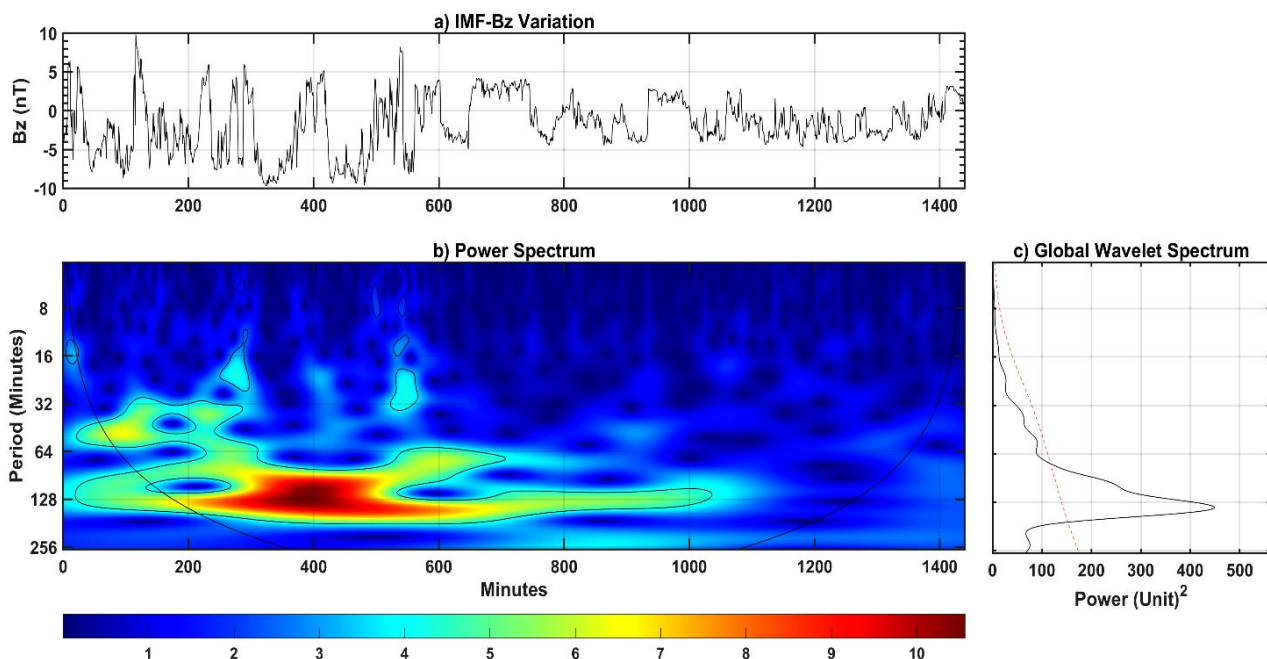 a) IMF-Bz Variation
Bz (nT)
10
5
0
-5
-10
0 200 400 600 800 1000 1200 1400
b) Power Spectrum
Period (Minutes)
8
16
32
64
128
256
0 200 400 600 800 1000 1200 1400
Minutes
c) Global Wavelet Spectrum
0 100 200 300 400 500
Power (Unit)2
1 2 3 4 5 6 7 8 9 10